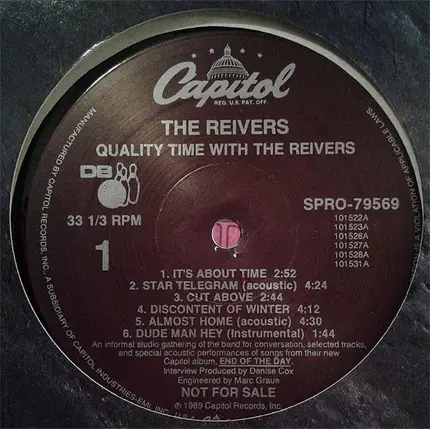 Capitol
REG. U.S. PAT. OFF.
THE REIVERS
QUALITY TIME WITH THE REIVERS
DB
33 1/3 RPM
1
SPRO-79569
101522A
101523A
101526A
101527A
101528A
101531A
1. IT'S ABOUT TIME 2:52
2. STAR TELEGRAM (acoustic) 4:24
3. CUT ABOVE 2:44
4. DISCONTENT OF WINTER 4:12
5. ALMOST HOME (acoustic) 4:30
6. DUDE MAN HEY (Instrumental) 1:44
An informal studio gathering of the band for conversation, selected tracks,
and special acoustic performances of songs from their new
Capitol album, END OF THE DAY.
Interview Produced by Denise Cox
Engineered by Marc Graue
NOT FOR SALE
© 1989 Capitol Records, Inc.
MANUFACTURED BY CAPITOL RECORDS, INC., A SUBSIDIARY OF CAPITOL INDUSTRIES-EMI, INC. U.S.A.
IS A VIOLATION OF APPLICABLE LAWS.